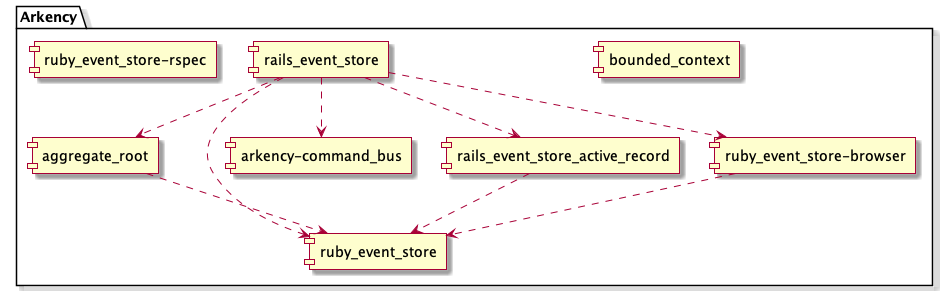 Arkency
ruby_event_store-rspec
rails_event_store
bounded_context
aggregate_root
arkency-command_bus
rails_event_store_active_record
ruby_event_store-browser
ruby_event_store